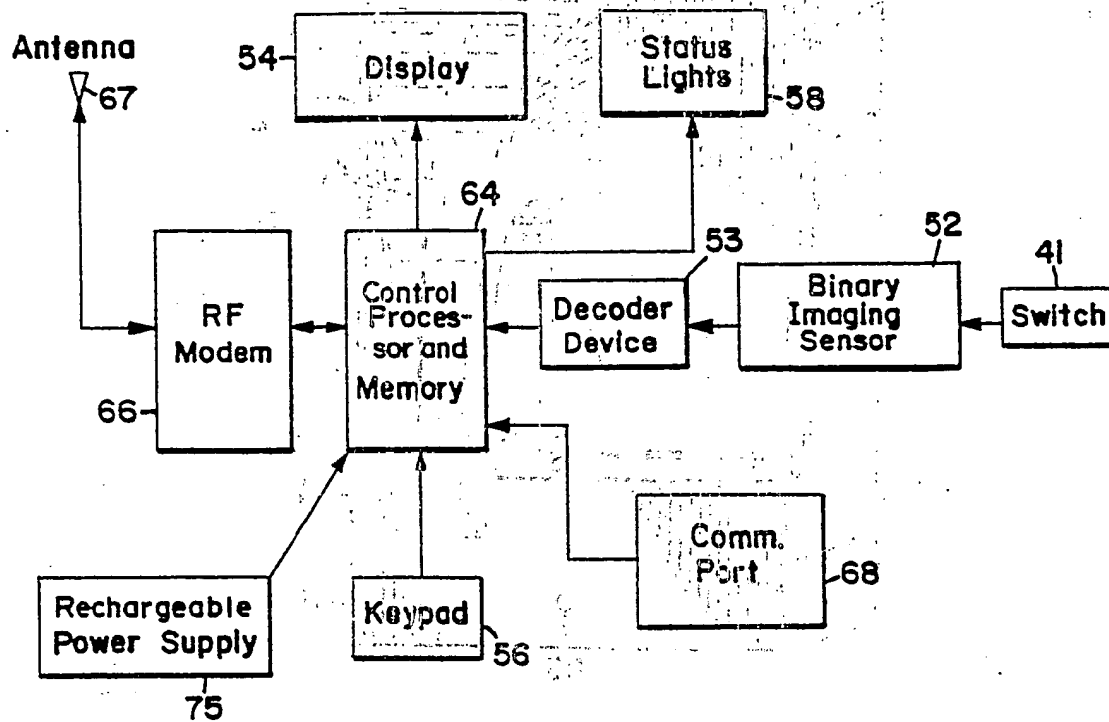 Antenna
67
54
Display
Status
Lights
58
64
53
52
41
RF
Modem
66
Control
Proces-
sor and
Memory
Decoder
Device
Binary
Imaging
Sensor
Switch
Comm.
Port
68
Rechargeable
Power Supply
75
Keypad
56